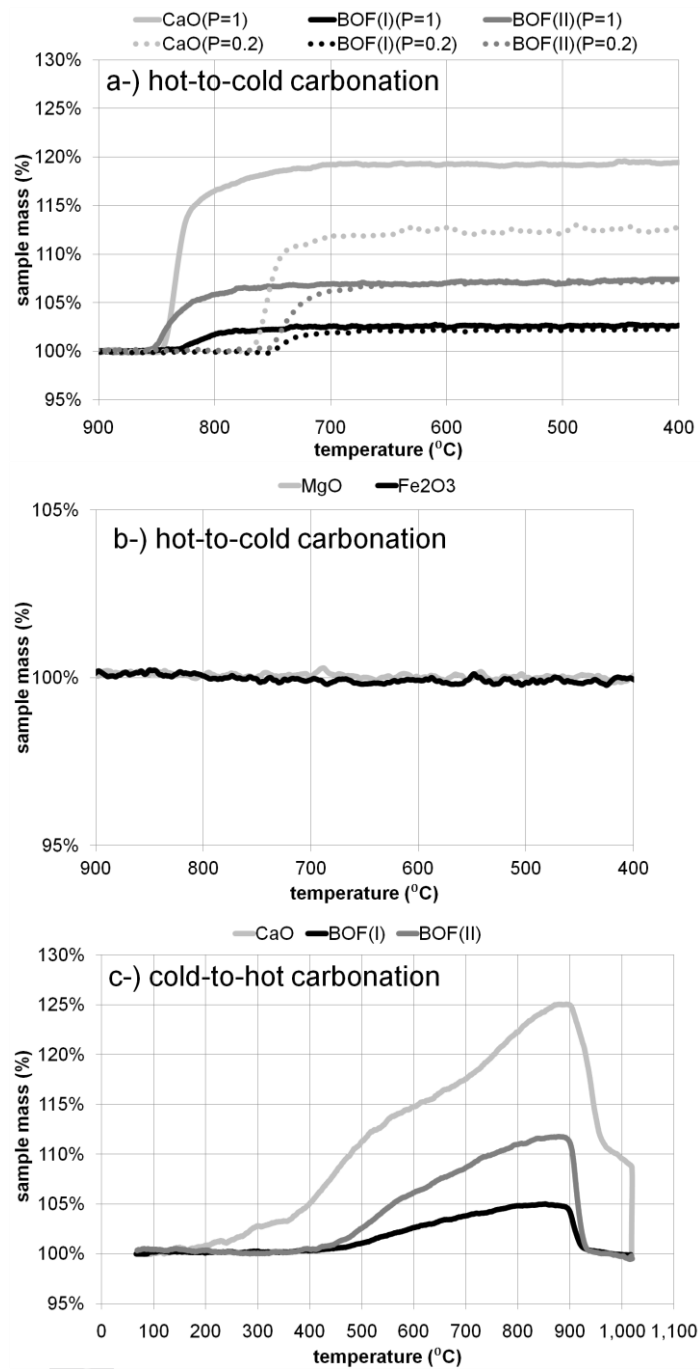 CaO(P=1) BOF(I)(P=1) BOF(II)(P=1)
CaO(P=0.2) BOF(I)(P=0.2) BOF(II)(P=0.2)
130%
a-) hot-to-cold carbonation
125%
120%
115%
110%
105%
100%
95%
sample mass (%)
900 800 700 600 500 400
temperature (⁰C)
MgO Fe2O3
105%
b-) hot-to-cold carbonation
100%
95%
sample mass (%)
900 800 700 600 500 400
temperature (⁰C)
CaO BOF(I) BOF(II)
130%
c-) cold-to-hot carbonation
125%
120%
115%
110%
105%
100%
95%
sample mass (%)
0 100 200 300 400 500 600 700 800 900 1,000 1,100
temperature (⁰C)